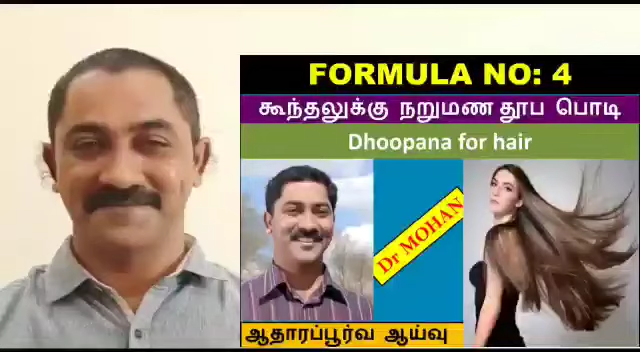 FORMULA NO: 4
கூந்தலுக்கு நறுமண தூப பொடி
Dhoopana for hair
Dr MOHAN
ஆதாரப்பூர்வ ஆய்வு